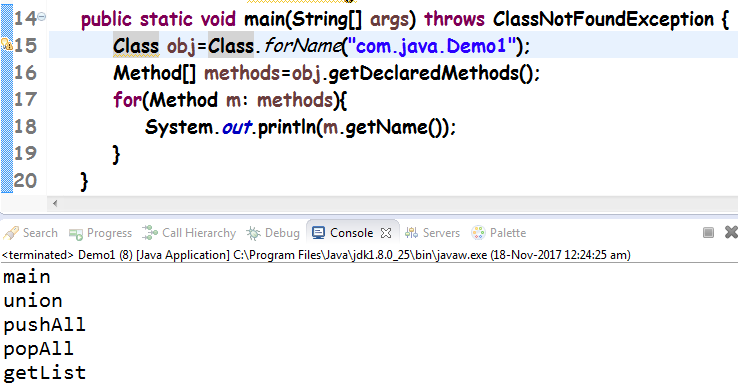 14 public static void main(String[] args) throws ClassNotFoundException {
15 Class obj=Class.forName("com.java.Demo1");
16 Method[] methods=obj.getDeclaredMethods();
17 for(Method m: methods){
18 System.out.println(m.getName());
19 }
20 }
Search Progress Call Hierarchy Debug Console Servers Palette
<terminated> Demo1 (8) [Java Application] C:\Program Files\Java\jdk1.8.0_25\bin\javaw.exe (18-Nov-2017 12:24:25 am)
main
union
pushAll
popAll
getList